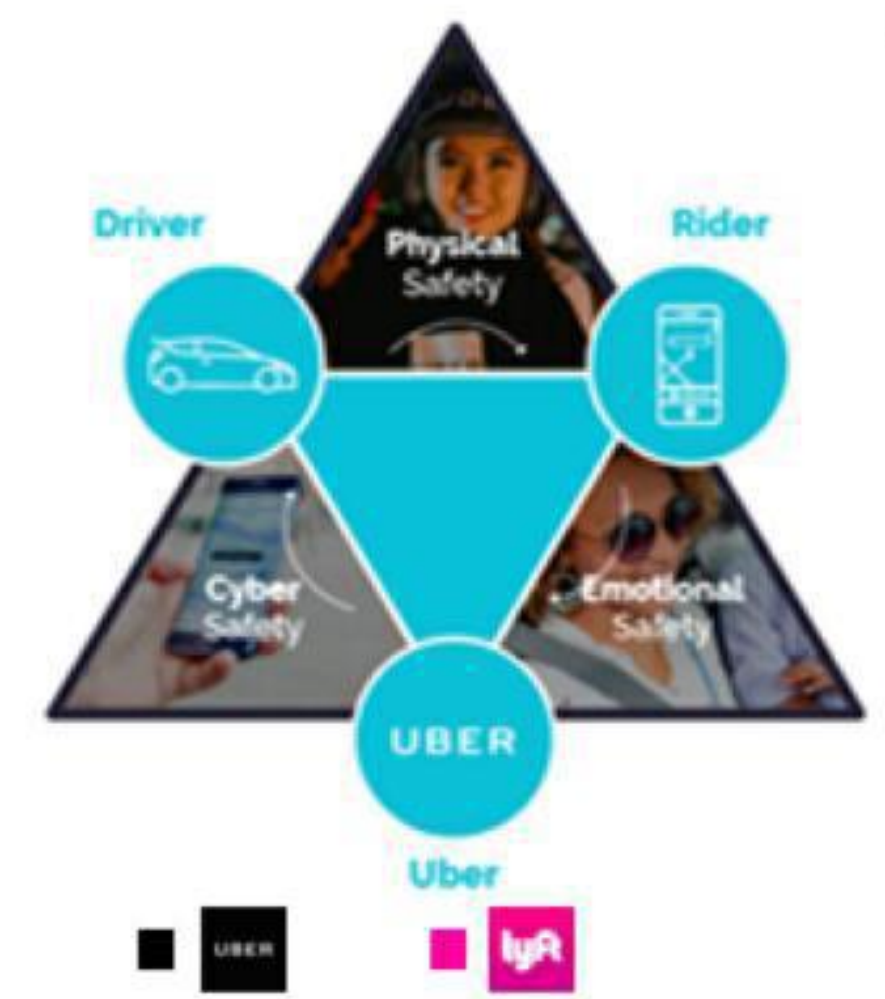 Driver
Rider
Physical
Safety
Cyber
Safety
Emotional
Safety
UBER
Uber
UBER
lyft